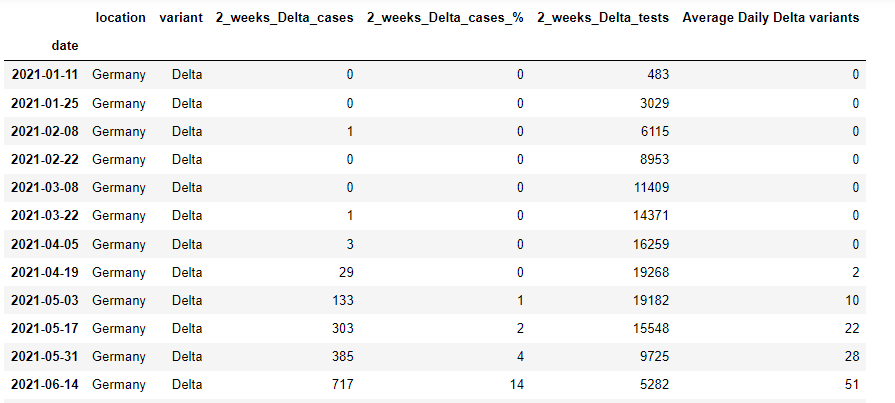 location variant 2_weeks_Delta_cases 2_weeks_Delta_cases_% 2_weeks_Delta_tests Average Daily Delta variants
date
2021-01-11 Germany Delta 0 0 483 0
2021-01-25 Germany Delta 0 0 3029 0
2021-02-08 Germany Delta 1 0 6115 0
2021-02-22 Germany Delta 0 0 8953 0
2021-03-08 Germany Delta 0 0 11409 0
2021-03-22 Germany Delta 1 0 14371 0
2021-04-05 Germany Delta 3 0 16259 0
2021-04-19 Germany Delta 29 0 19268 2
2021-05-03 Germany Delta 133 1 19182 10
2021-05-17 Germany Delta 303 2 15548 22
2021-05-31 Germany Delta 385 4 9725 28
2021-06-14 Germany Delta 717 14 5282 51